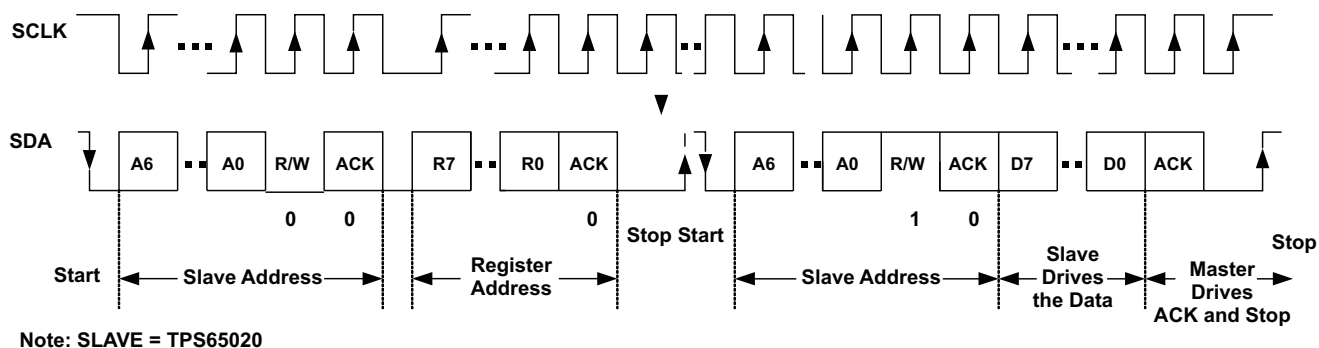 SCLK
SDA
A6 A0 R/W ACK R7 R0 ACK A6 A0 R/W ACK D7 D0 ACK
0 0 0 1 0
Stop Start
Stop
Start
Slave Address
Register
Address
Slave Address
Slave
Drives
the Data
Master
Drives
ACK and Stop
Note: SLAVE = TPS65020